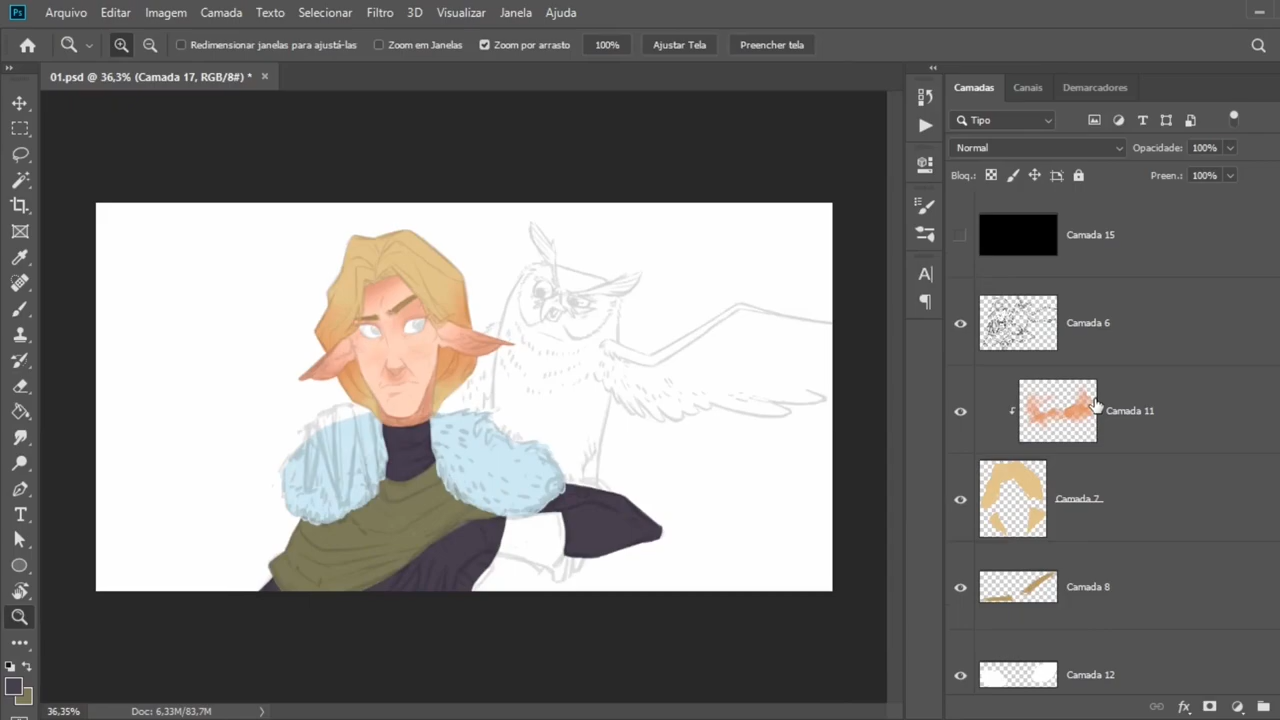 Ps Arquivo Editar Imagem Camada Texto Selecionar Filtro 3D Visualizar Janela Ajuda
Redimensionar janelas para ajustá-las Zoom em Janelas Zoom por arrasto 100% Ajustar Tela Preencher tela
01.psd @ 36,3% (Camada 17, RGB/8#) * ×
Camadas Canais Demarcadores
Tipo
Normal Opacidade: 100%
Bloq.: Preen.: 100%
Camada 15
Camada 6
Camada 11
Camada 7
Camada 8
Camada 12
36,35% Doc: 6,33M/83,7M